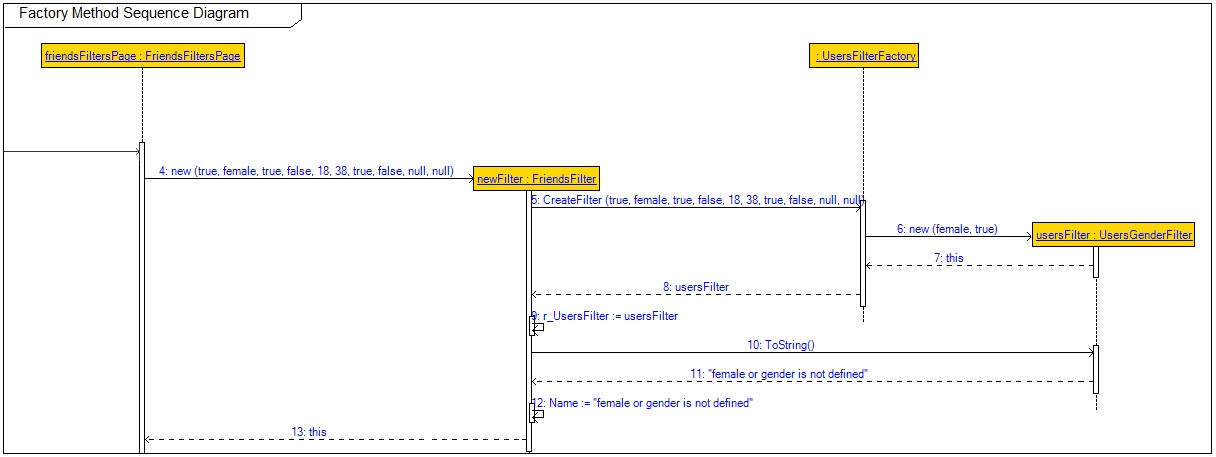 Factory Method Sequence Diagram
friendsFiltersPage : FriendsFiltersPage
: UsersFilterFactory
4: new (true, female, true, false, 18, 38, true, false, null, null)
newFilter : FriendsFilter
5: CreateFilter (true, female, true, false, 18, 38, true, false, null, null)
6: new (female, true)
usersFilter : UsersGenderFilter
7: this
8: usersFilter
9: r_UsersFilter := usersFilter
10: ToString()
11: "female or gender is not defined"
12: Name := "female or gender is not defined"
13: this